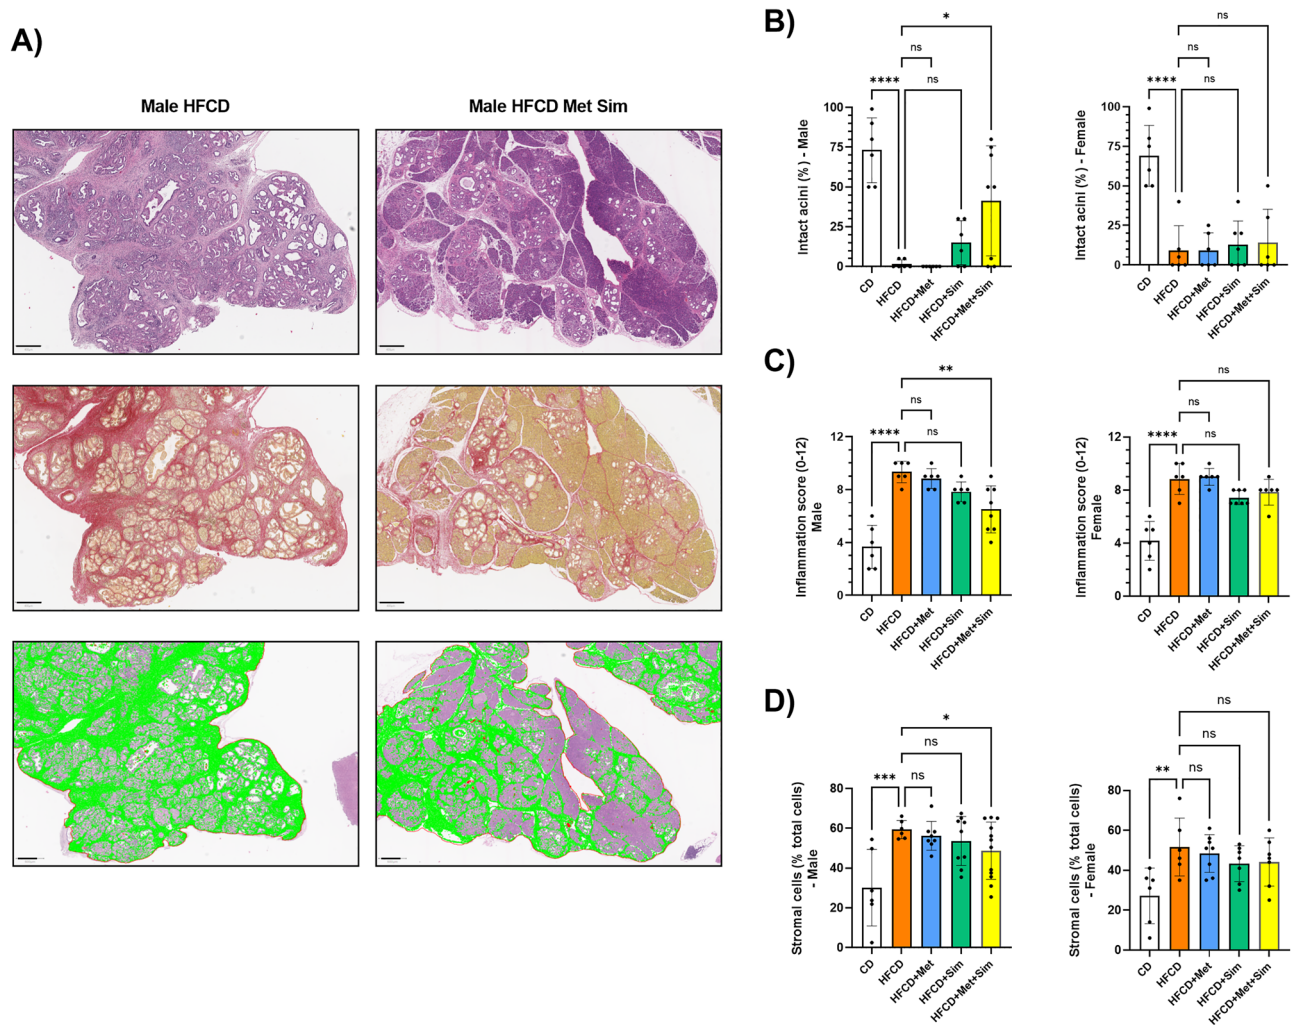 A)
Male HFCD
Male HFCD Met Sim
B)
*
ns
**** ns
Intact acini (%) - Male
100
75
50
25
0
CD
HFCD
HFCD+Met
HFCD+Sim
HFCD+Met+Sim
ns
ns
**** ns
Intact acini (%) - Female
100
75
50
25
0
CD
HFCD
HFCD+Met
HFCD+Sim
HFCD+Met+Sim
C)
**
ns
**** ns
Inflammation score (0-12)
Male
12
8
4
0
CD
HFCD
HFCD+Met
HFCD+Sim
HFCD+Met+Sim
ns
ns
**** ns
Inflammation score (0-12)
Female
12
8
4
0
CD
HFCD
HFCD+Met
HFCD+Sim
HFCD+Met+Sim
D)
*
ns
*** ns
Stromal cells (% total cells)
- Male
80
60
40
20
0
CD
HFCD
HFCD+Met
HFCD+Sim
HFCD+Met+Sim
ns
ns
** ns
Stromal cells (% total cells)
- Female
80
60
40
20
0
CD
HFCD
HFCD+Met
HFCD+Sim
HFCD+Met+Sim